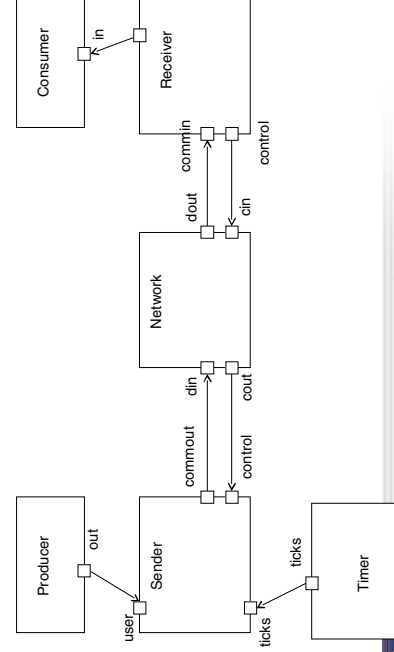 Producer
out
user
Sender
commout
control
ticks
ticks
Timer
din
cout
Network
dout
cin
commin
control
Receiver
in
Consumer